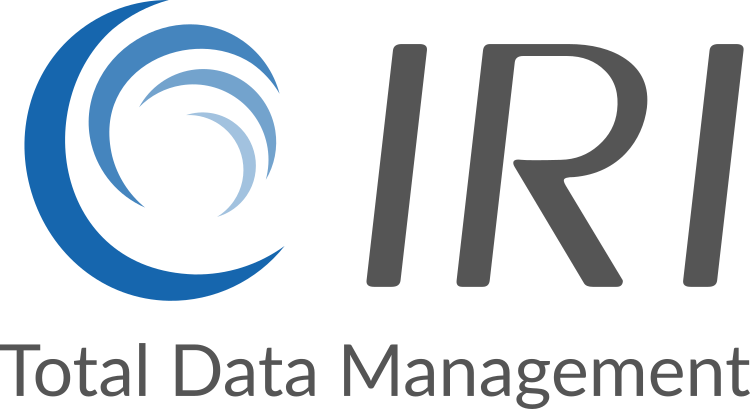 IRI
Total Data Management